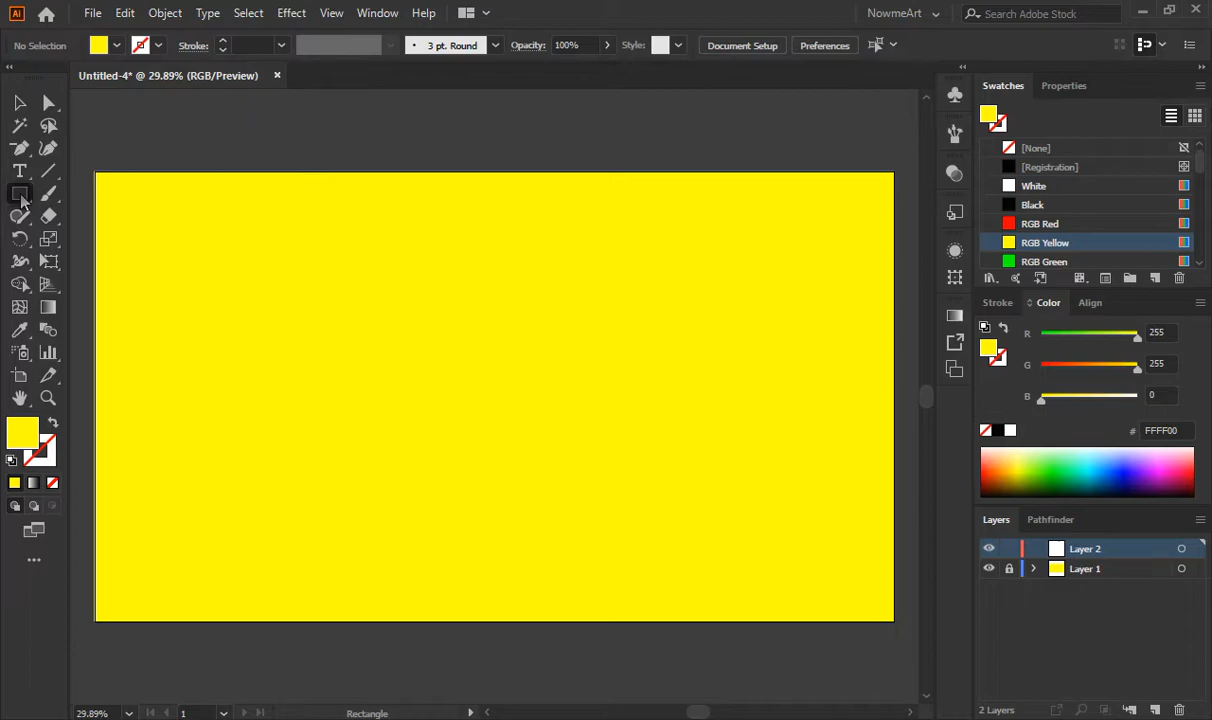 Ai File Edit Object Type Select Effect View Window Help NowmeArt Search Adobe Stock
No Selection Stroke: 3 pt. Round Opacity: 100% Style: Document Setup Preferences
Untitled-4* @ 29.89% (RGB/Preview)
Swatches Properties
[None]
[Registration]
White
Black
RGB Red
RGB Yellow
RGB Green
Stroke Color Align
R 255
G 255
B 0
# FFFF00
Layers Pathfinder
Layer 2
Layer 1
2 Layers
29.89% 1 Rectangle